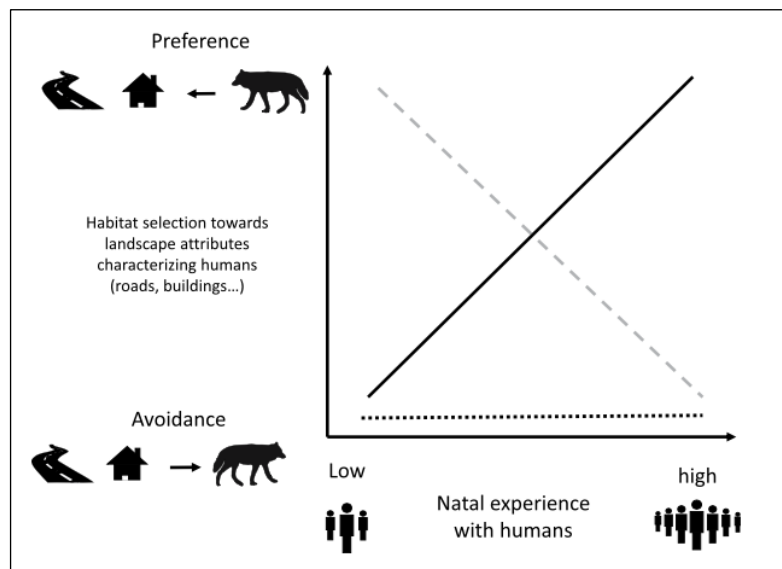 Preference
Habitat selection towards
landscape attributes
characterizing humans
(roads, buildings...)
Avoidance
Low
high
Natal experience
with humans